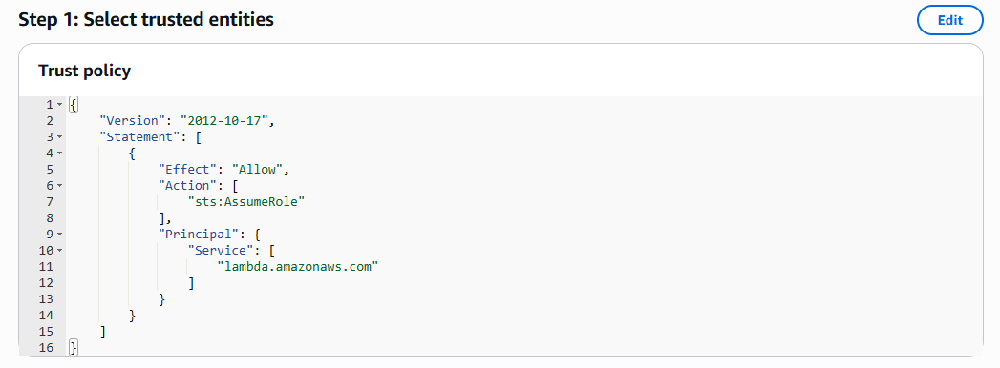 Step 1: Select trusted entities
Edit
Trust policy
1 {
2 "Version": "2012-10-17",
3 "Statement": [
4 {
5 "Effect": "Allow",
6 "Action": [
7 "sts:AssumeRole"
8 ],
9 "Principal": {
10 "Service": [
11 "lambda.amazonaws.com"
12 ]
13 }
14 }
15 ]
16 }